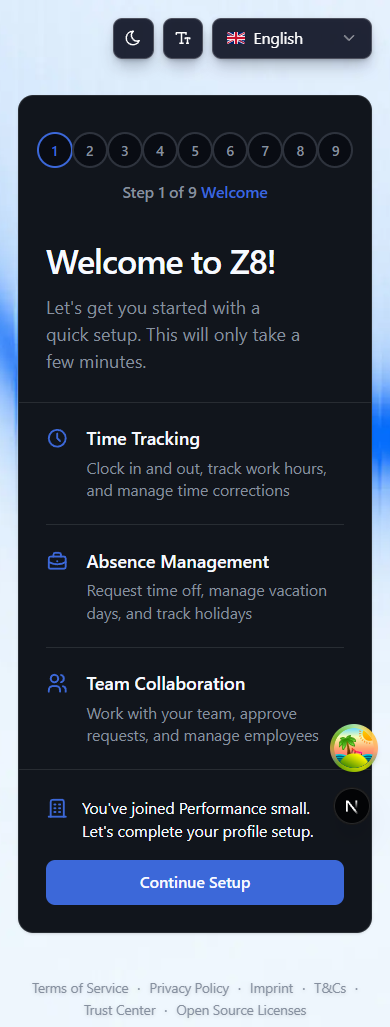 English
1 2 3 4 5 6 7 8 9
Step 1 of 9 Welcome
Welcome to Z8!
Let's get you started with a
quick setup. This will only take a
few minutes.
Time Tracking
Clock in and out, track work hours,
and manage time corrections
Absence Management
Request time off, manage vacation
days, and track holidays
Team Collaboration
Work with your team, approve
requests, and manage employees
You've joined Performance small.
Let's complete your profile setup.
Continue Setup
Terms of Service · Privacy Policy · Imprint · T&Cs ·
Trust Center · Open Source Licenses